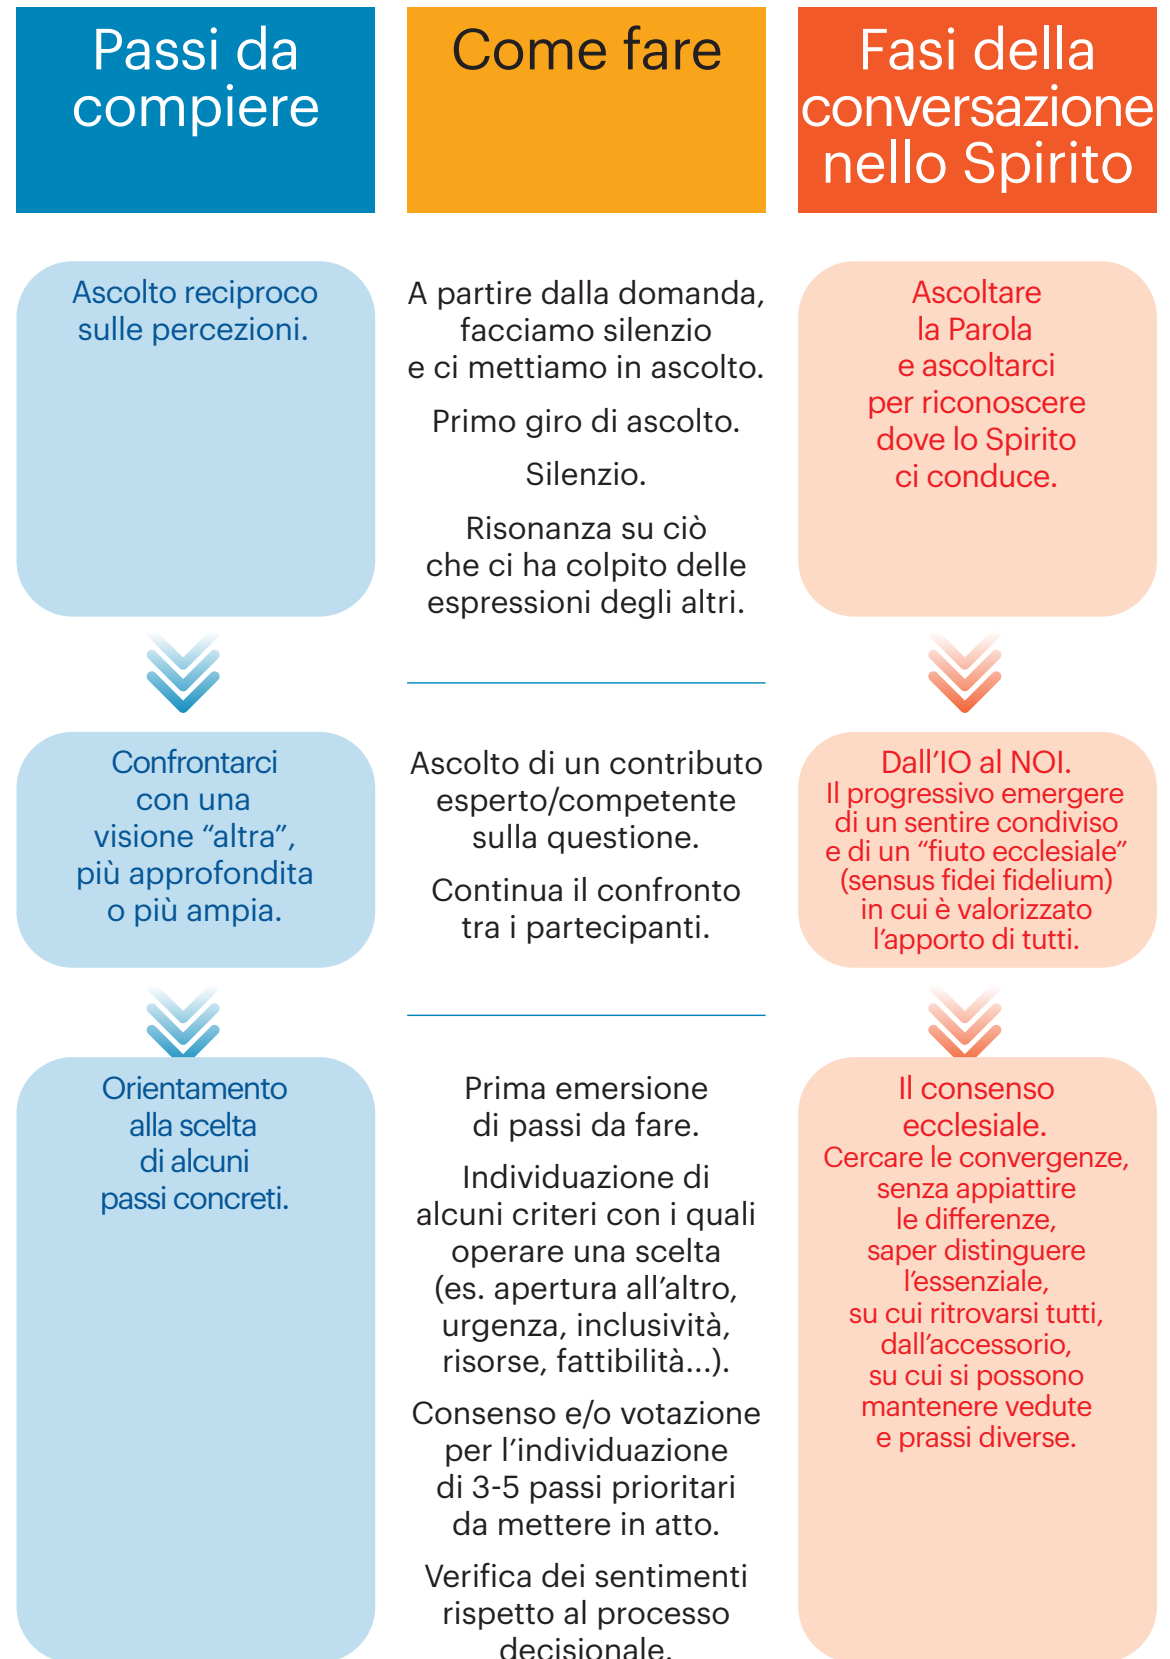 Passi da
compiere
Come fare
Fasi della
conversazione
nello Spirito
Ascolto reciproco
sulle percezioni.
A partire dalla domanda,
facciamo silenzio
e ci mettiamo in ascolto.
Primo giro di ascolto.
Silenzio.
Risonanza su ciò
che ci ha colpito delle
espressioni degli altri.
Ascoltare
la Parola
e ascoltarci
per riconoscere
dove lo Spirito
ci conduce.
Confrontarci
con una
visione “altra”,
più approfondita
o più ampia.
Ascolto di un contributo
esperto/competente
sulla questione.
Continua il confronto
tra i partecipanti.
Dall’IO al NOI.
Il progressivo emergere
di un sentire condiviso
e di un “fiuto ecclesiale”
(sensus fidei fidelium)
in cui è valorizzato
l’apporto di tutti.
Orientamento
alla scelta
di alcuni
passi concreti.
Prima emersione
di passi da fare.
Individuazione di
alcuni criteri con i quali
operare una scelta
(es. apertura all’altro,
urgenza, inclusività,
risorse, fattibilità...).
Consenso e/o votazione
per l’individuazione
di 3-5 passi prioritari
da mettere in atto.
Verifica dei sentimenti
rispetto al processo
decisionale.
Il consenso
ecclesiale.
Cercare le convergenze,
senza appiattire
le differenze,
saper distinguere
l’essenziale,
su cui ritrovarsi tutti,
dall’accessorio,
su cui si possono
mantenere vedute
e prassi diverse.